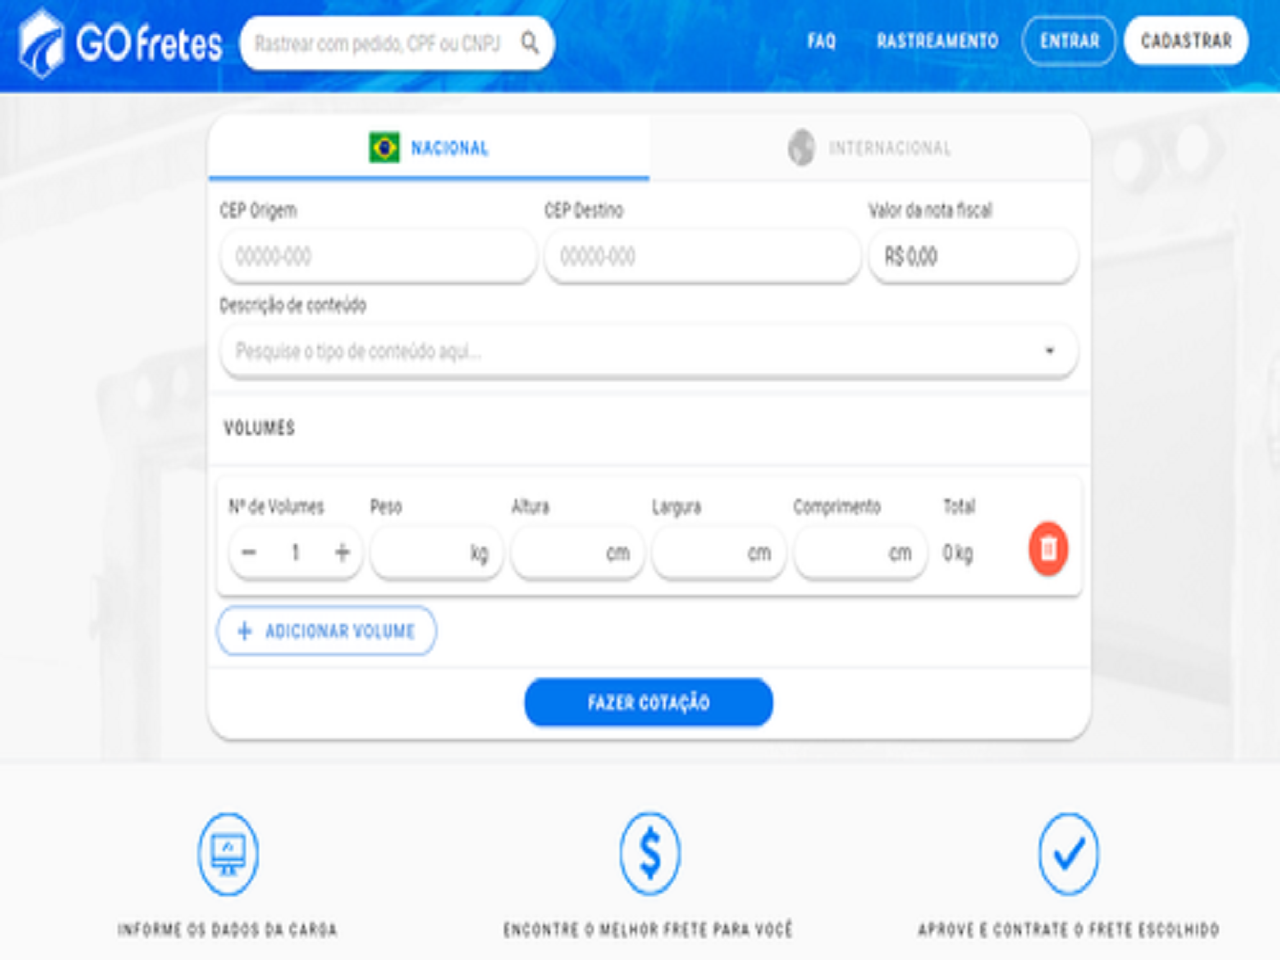 GOfretes
Rastrear com pedido, CPF ou CNPJ
FAQ
RASTREAMENTO
ENTRAR
CADASTRAR
NACIONAL
INTERNACIONAL
CEP Origem
CEP Destino
Valor da nota fiscal
00000-000
00000-000
R$ 0,00
Descrição de conteúdo
Pesquise o tipo de conteúdo aqui...
VOLUMES
Nº de Volumes
Peso
Altura
Largura
Comprimento
Total
− 1 +
kg
cm
cm
cm
0 kg
+ ADICIONAR VOLUME
FAZER COTAÇÃO
$
INFORME OS DADOS DA CARGA
ENCONTRE O MELHOR FRETE PARA VOCÊ
APROVE E CONTRATE O FRETE ESCOLHIDO